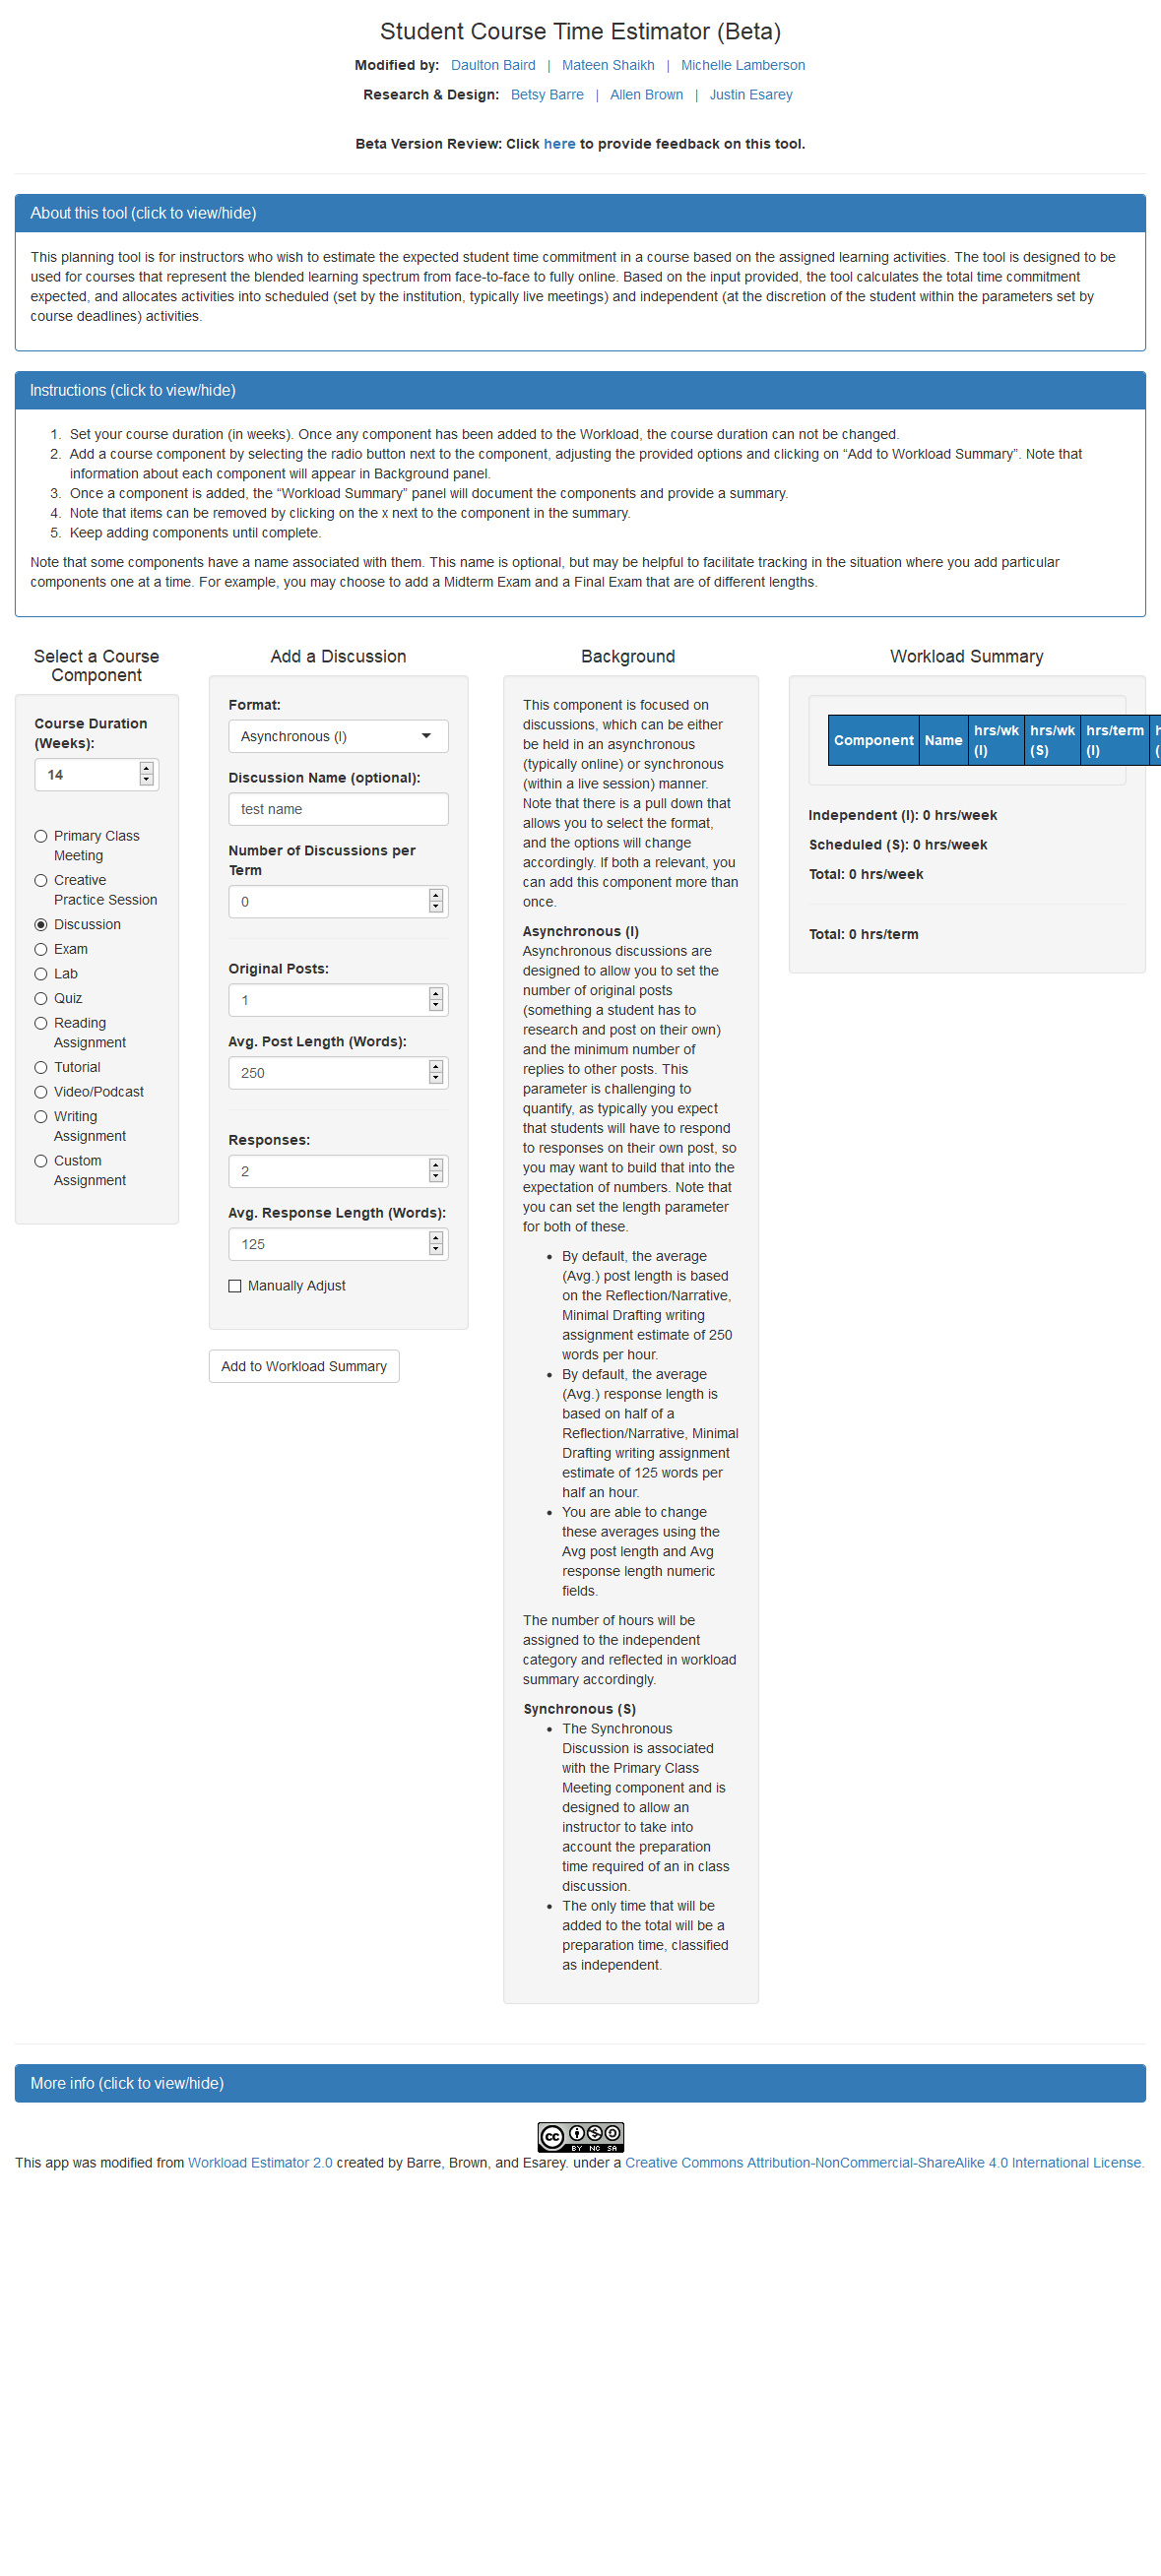 Student Course Time Estimator (Beta)
Modified by: Daulton Baird | Mateen Shaikh | Michelle Lamberson
Research & Design: Betsy Barre | Allen Brown | Justin Esarey
Beta Version Review: Click here to provide feedback on this tool.
About this tool (click to view/hide)
This planning tool is for instructors who wish to estimate the expected student time commitment in a course based on the assigned learning activities. The tool is designed to be
used for courses that represent the blended learning spectrum from face-to-face to fully online. Based on the input provided, the tool calculates the total time commitment
expected, and allocates activities into scheduled (set by the institution, typically live meetings) and independent (at the discretion of the student within the parameters set by
course deadlines) activities.
Instructions (click to view/hide)
1. Set your course duration (in weeks). Once any component has been added to the Workload, the course duration can not be changed.
2. Add a course component by selecting the radio button next to the component, adjusting the provided options and clicking on “Add to Workload Summary”. Note that
information about each component will appear in Background panel.
3. Once a component is added, the “Workload Summary” panel will document the components and provide a summary.
4. Note that items can be removed by clicking on the x next to the component in the summary.
5. Keep adding components until complete.
Note that some components have a name associated with them. This name is optional, but may be helpful to facilitate tracking in the situation where you add particular
components one at a time. For example, you may choose to add a Midterm Exam and a Final Exam that are of different lengths.
Select a Course
Component
Course Duration
(Weeks):
14
Primary Class
Meeting
Creative
Practice Session
Discussion
Exam
Lab
Quiz
Reading
Assignment
Tutorial
Video/Podcast
Writing
Assignment
Custom
Assignment
Add a Discussion
Format:
Asynchronous (I)
Discussion Name (optional):
test name
Number of Discussions per
Term
0
Original Posts:
1
Avg. Post Length (Words):
250
Responses:
2
Avg. Response Length (Words):
125
Manually Adjust
Add to Workload Summary
Background
This component is focused on
discussions, which can be either
be held in an asynchronous
(typically online) or synchronous
(within a live session) manner.
Note that there is a pull down that
allows you to select the format,
and the options will change
accordingly. If both a relevant, you
can add this component more than
once.
Asynchronous (I)
Asynchronous discussions are
designed to allow you to set the
number of original posts
(something a student has to
research and post on their own)
and the minimum number of
replies to other posts. This
parameter is challenging to
quantify, as typically you expect
that students will have to respond
to responses on their own post, so
you may want to build that into the
expectation of numbers. Note that
you can set the length parameter
for both of these.
• By default, the average
(Avg.) post length is based
on the Reflection/Narrative,
Minimal Drafting writing
assignment estimate of 250
words per hour.
• By default, the average
(Avg.) response length is
based on half of a
Reflection/Narrative, Minimal
Drafting writing assignment
estimate of 125 words per
half an hour.
• You are able to change
these averages using the
Avg post length and Avg
response length numeric
fields.
The number of hours will be
assigned to the independent
category and reflected in workload
summary accordingly.
Synchronous (S)
• The Synchronous
Discussion is associated
with the Primary Class
Meeting component and is
designed to allow an
instructor to take into
account the preparation
time required of an in class
discussion.
• The only time that will be
added to the total will be a
preparation time, classified
as independent.
Workload Summary
Component Name hrs/wk (I) hrs/wk (S) hrs/term (I)
Independent (I): 0 hrs/week
Scheduled (S): 0 hrs/week
Total: 0 hrs/week
Total: 0 hrs/term
More info (click to view/hide)
cc BY NC SA
This app was modified from Workload Estimator 2.0 created by Barre, Brown, and Esarey. under a Creative Commons Attribution-NonCommercial-ShareAlike 4.0 International License.